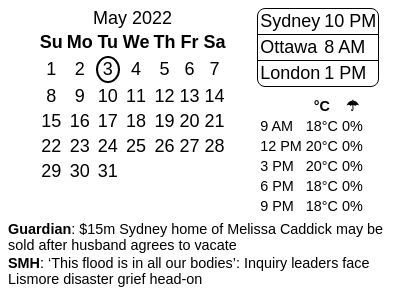 May 2022
Su Mo Tu We Th Fr Sa
1 2 3 4 5 6 7
8 9 10 11 12 13 14
15 16 17 18 19 20 21
22 23 24 25 26 27 28
29 30 31
Sydney 10 PM
Ottawa 8 AM
London 1 PM
°C ☂
9 AM 18°C 0%
12 PM 20°C 0%
3 PM 20°C 0%
6 PM 18°C 0%
9 PM 18°C 0%
Guardian: $15m Sydney home of Melissa Caddick may be
sold after husband agrees to vacate
SMH: ‘This flood is in all our bodies’: Inquiry leaders face
Lismore disaster grief head-on